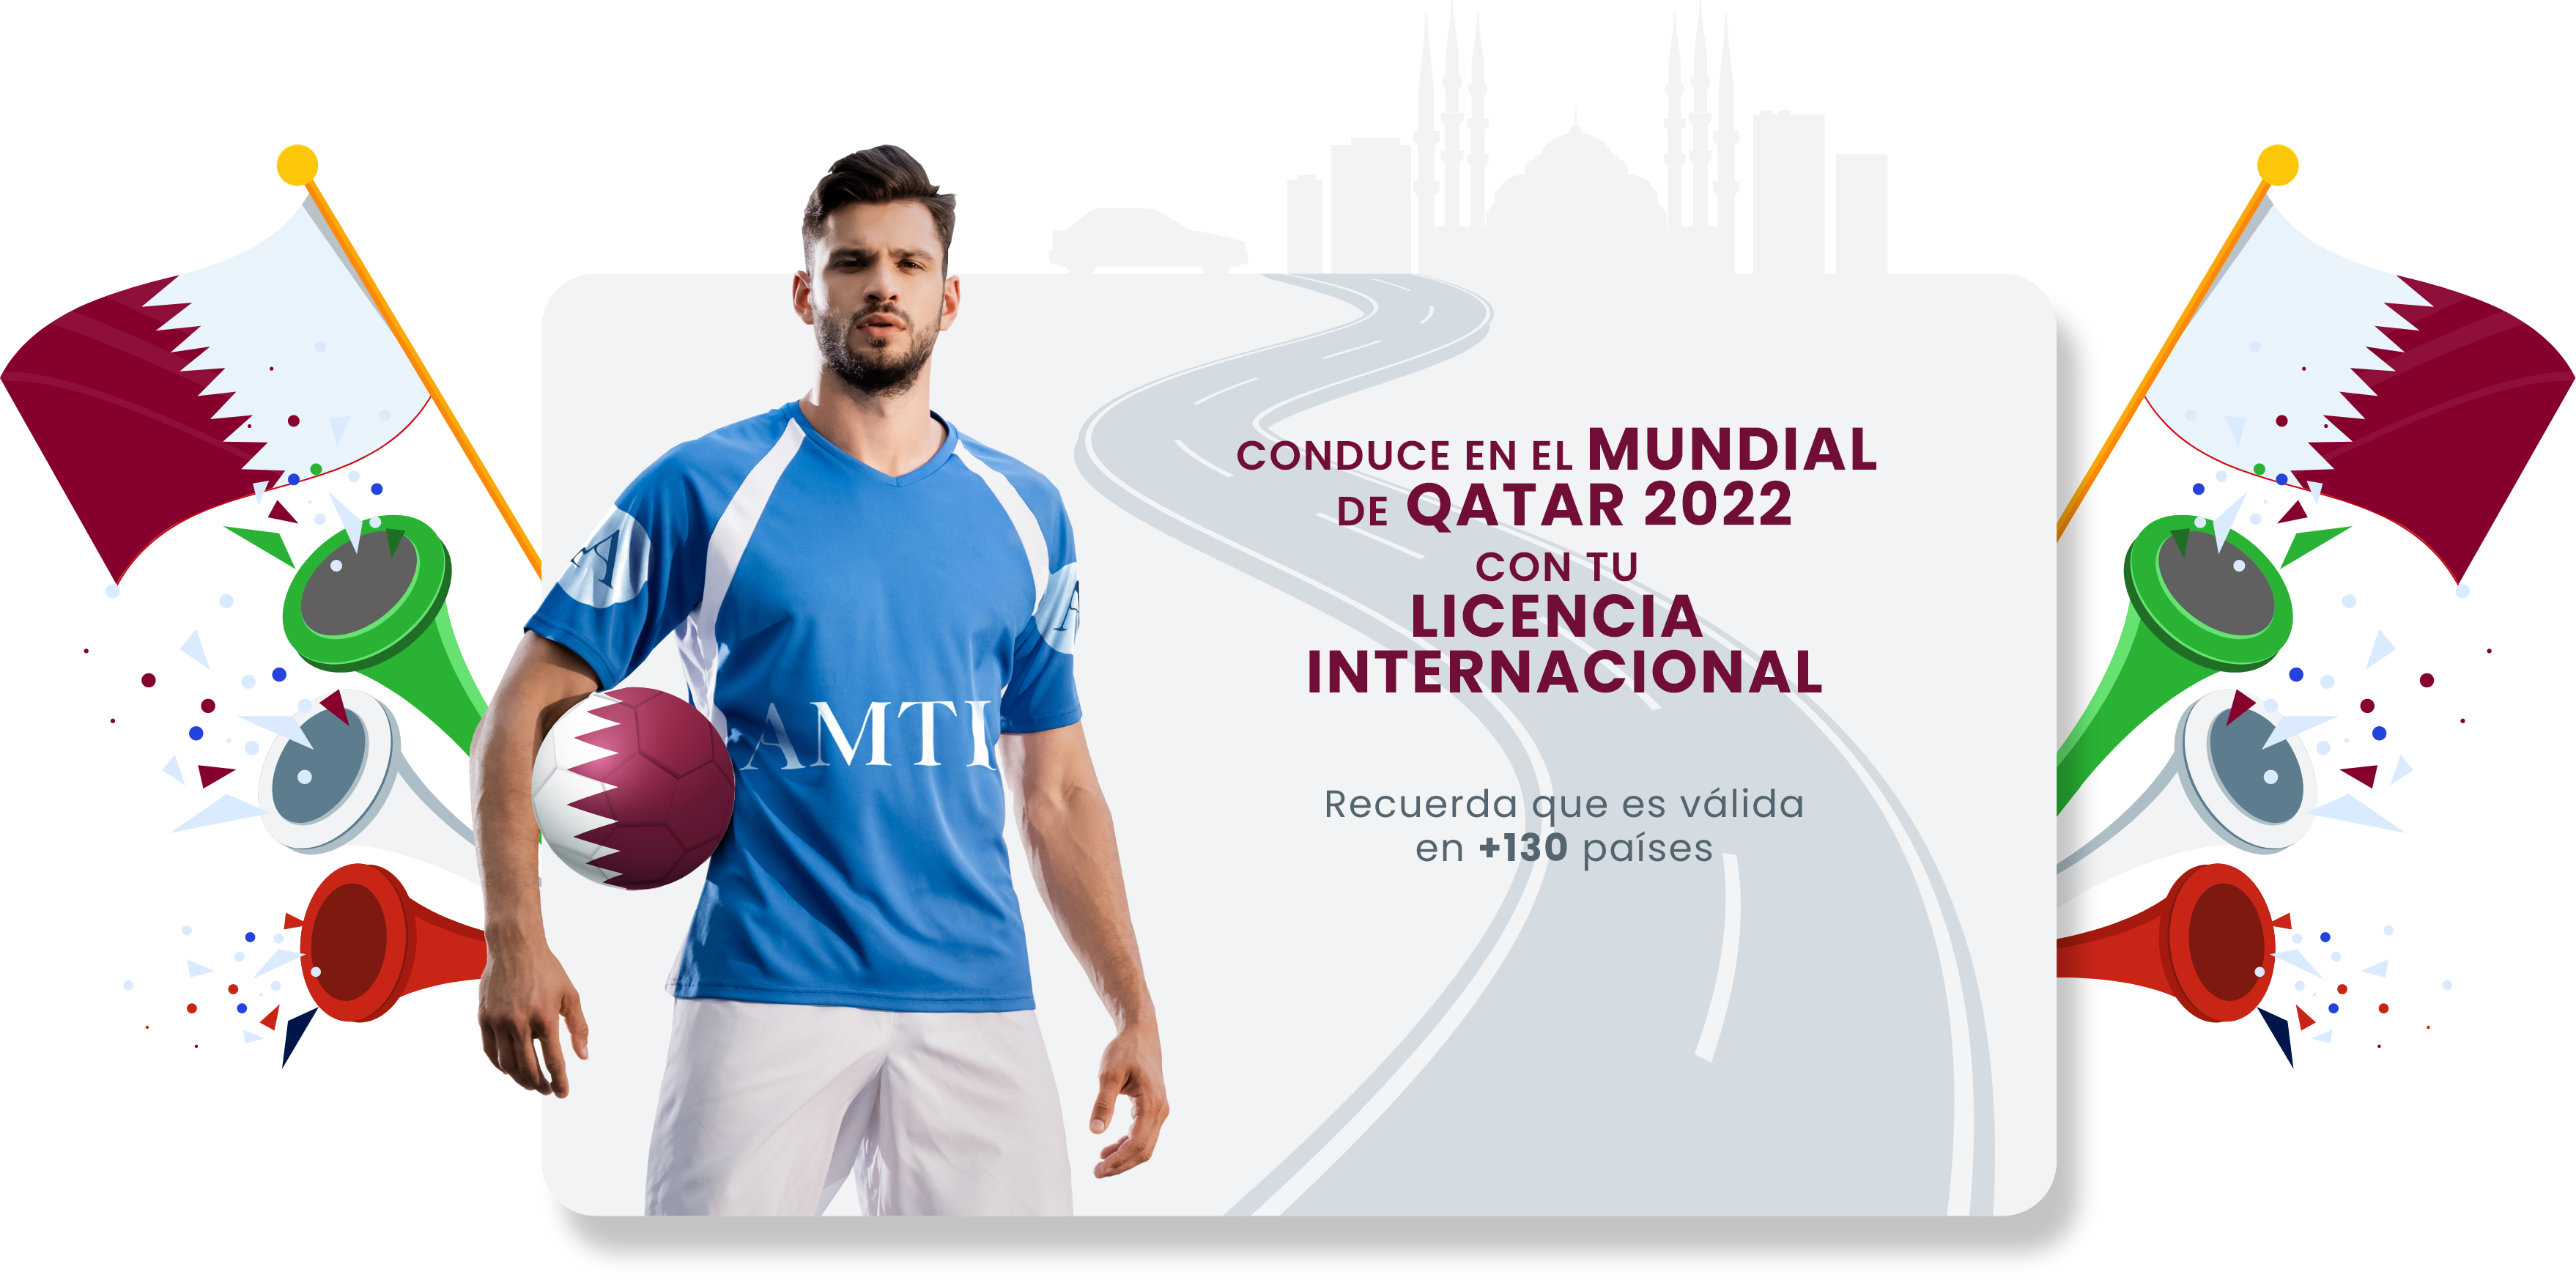 CONDUCE EN EL MUNDIAL
DE QATAR 2022
CON TU
LICENCIA
INTERNACIONAL
Recuerda que es válida
en +130 países
A
A
AMTI